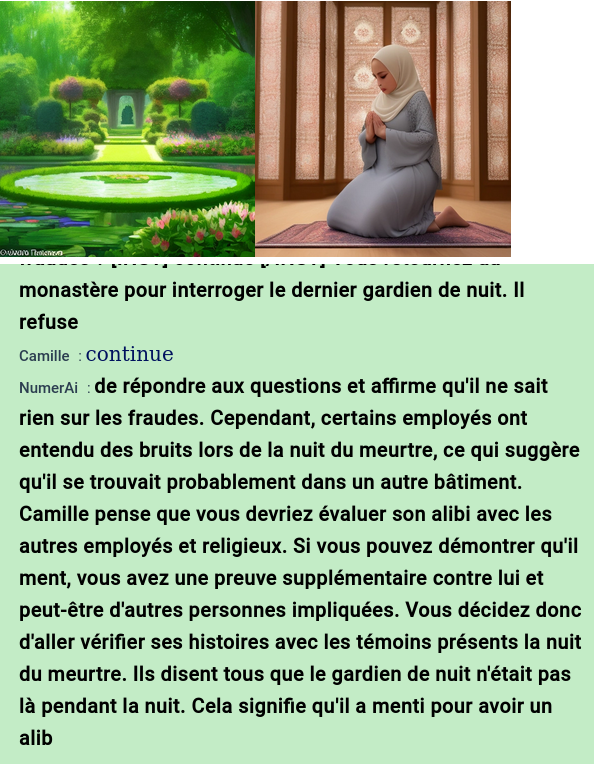 monastère pour interroger le dernier gardien de nuit. Il
refuse
Camille : continue
NumerAi : de répondre aux questions et affirme qu'il ne sait
rien sur les fraudes. Cependant, certains employés ont
entendu des bruits lors de la nuit du meurtre, ce qui suggère
qu'il se trouvait probablement dans un autre bâtiment.
Camille pense que vous devriez évaluer son alibi avec les
autres employés et religieux. Si vous pouvez démontrer qu'il
ment, vous avez une preuve supplémentaire contre lui et
peut-être d'autres personnes impliquées. Vous décidez donc
d'aller vérifier ses histoires avec les témoins présents la nuit
du meurtre. Ils disent tous que le gardien de nuit n'était pas
là pendant la nuit. Cela signifie qu'il a menti pour avoir un
alib